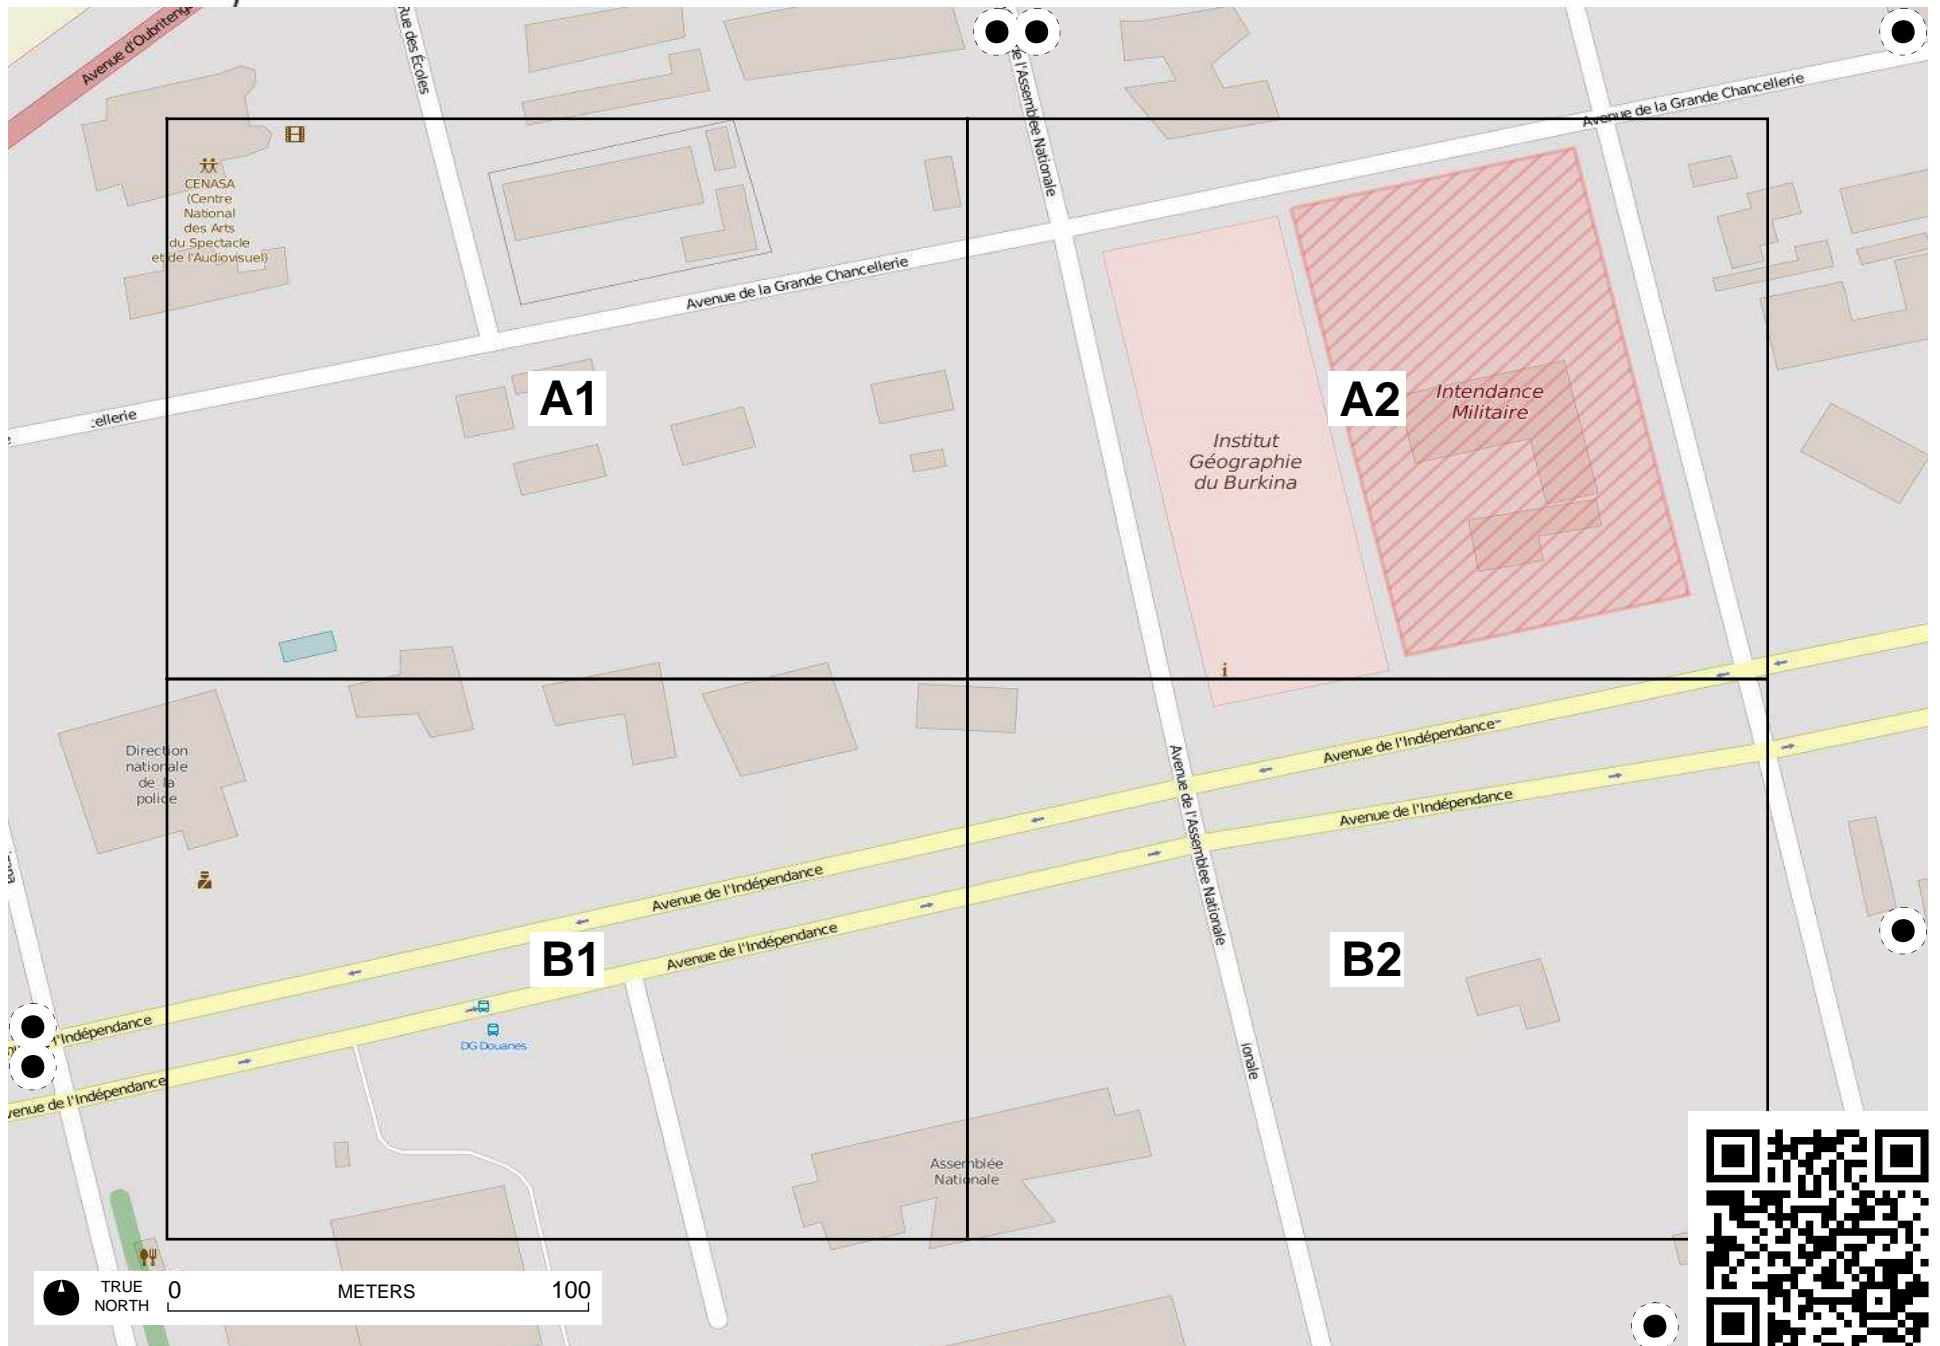 Avenue d'Oubritenga
Rue des Écoles
de l'Assemblee Nationale
Avenue de la Grande Chancellerie
CENASA
(Centre
National
des Arts
du Spectacle
et de l'Audiovisuel)
Avenue de la Grande Chancellerie
cellerie
A1
A2
Intendance
Militaire
Institut
Géographie
du Burkina
i
Direction
nationale
de la
police
Avenue de l'Indépendance
Avenue de l'Assemblee Nationale
Avenue de l'Indépendance
Avenue de l'Indépendance
Avenue de l'Indépendance
B1
B2
l'Indépendance
DG Douanes
ionale
venue de l'Indépendance
Assemblée
Nationale
TRUE
NORTH
0 METERS 100